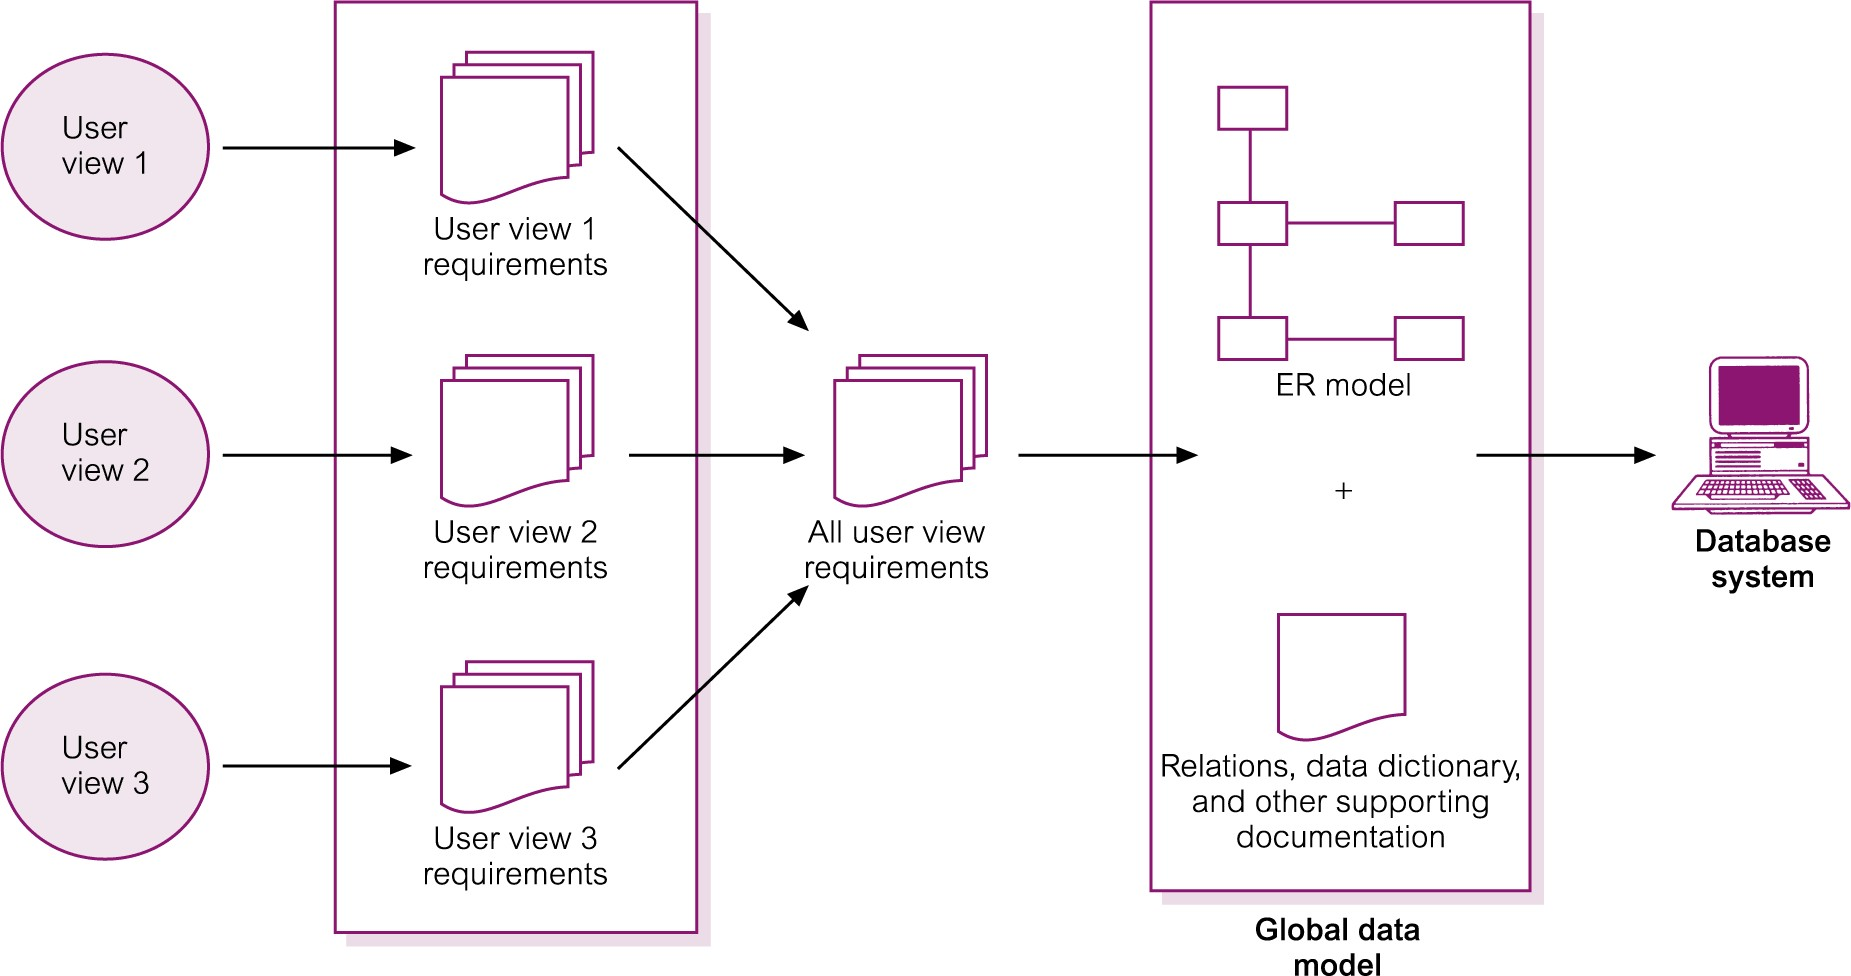 User
view 1
User view 1
requirements
User
view 2
User view 2
requirements
User
view 3
User view 3
requirements
All user view
requirements
ER model
+
Relations, data dictionary,
and other supporting
documentation
Global data
model
Database
system